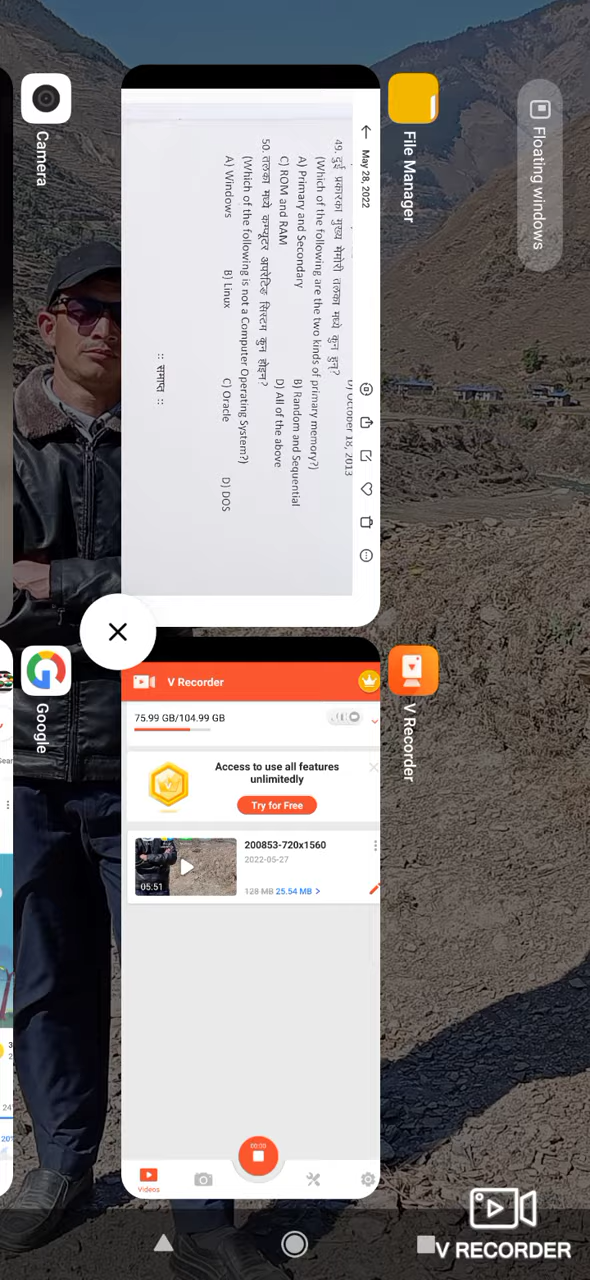 Floating windows
File Manager
May 28, 2022
D) October 18, 2013
49. दुई प्रकारका मुख्य मेमोरी तलका मध्ये कुन हुन्?
(Which of the following are the two kinds of primary memory?)
A) Primary and Secondary
B) Random and Sequential
C) ROM and RAM
D) All of the above
50. तलका मध्ये कम्प्यूटर अपरेटिङ सिस्टम कुन होइन?
(Which of the following is not a Computer Operating System?)
A) Windows
B) Linux
C) Oracle
D) DOS
:: समाप्त ::
Camera
V Recorder
V Recorder
75.99 GB/104.99 GB
Access to use all features
unlimitedly
Try for Free
200853-720x1560
2022-05-27
05:51
128 MB 25.54 MB >
Videos
Google
24°
20°
V RECORDER